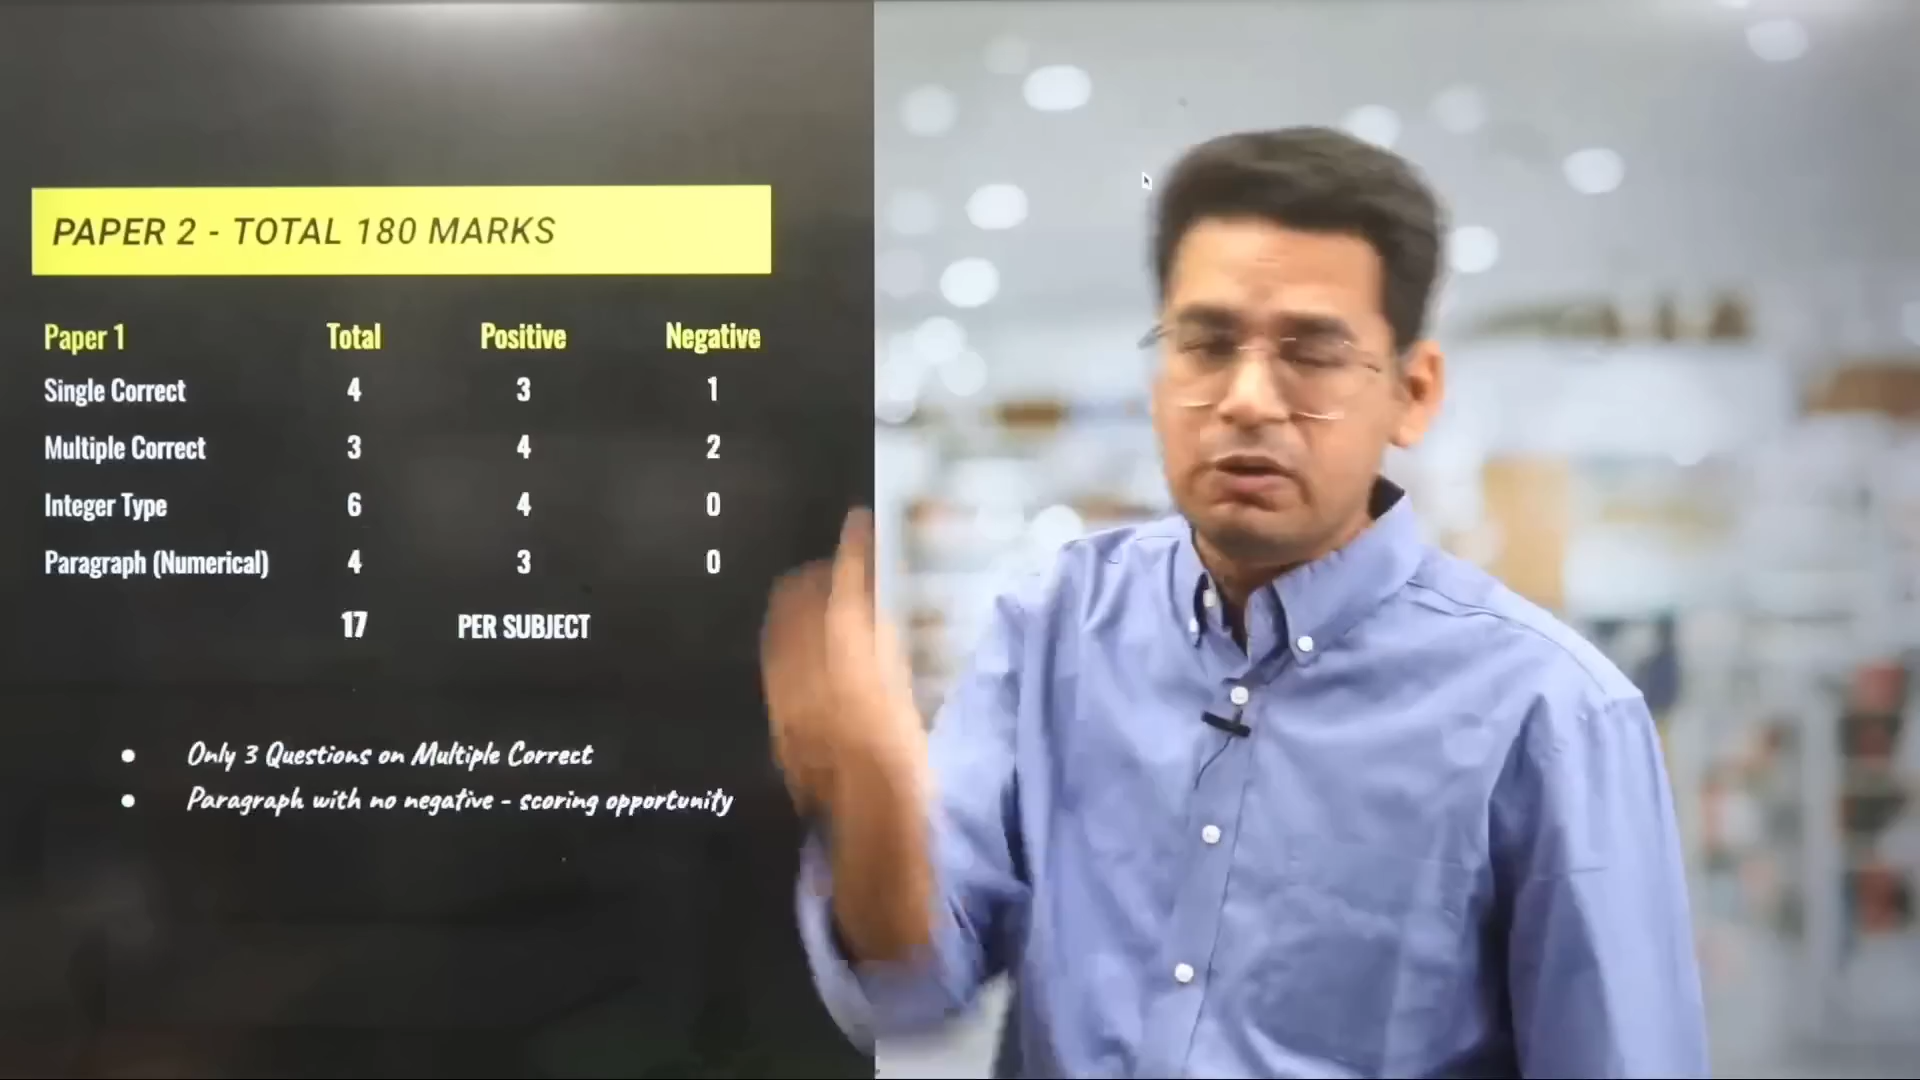 PAPER 2 - TOTAL 180 MARKS
Paper 1 Total Positive Negative
Single Correct 4 3 1
Multiple Correct 3 4 2
Integer Type 6 4 0
Paragraph (Numerical) 4 3 0
17 PER SUBJECT
• Only 3 Questions on Multiple Correct
• Paragraph with no negative - scoring opportunity